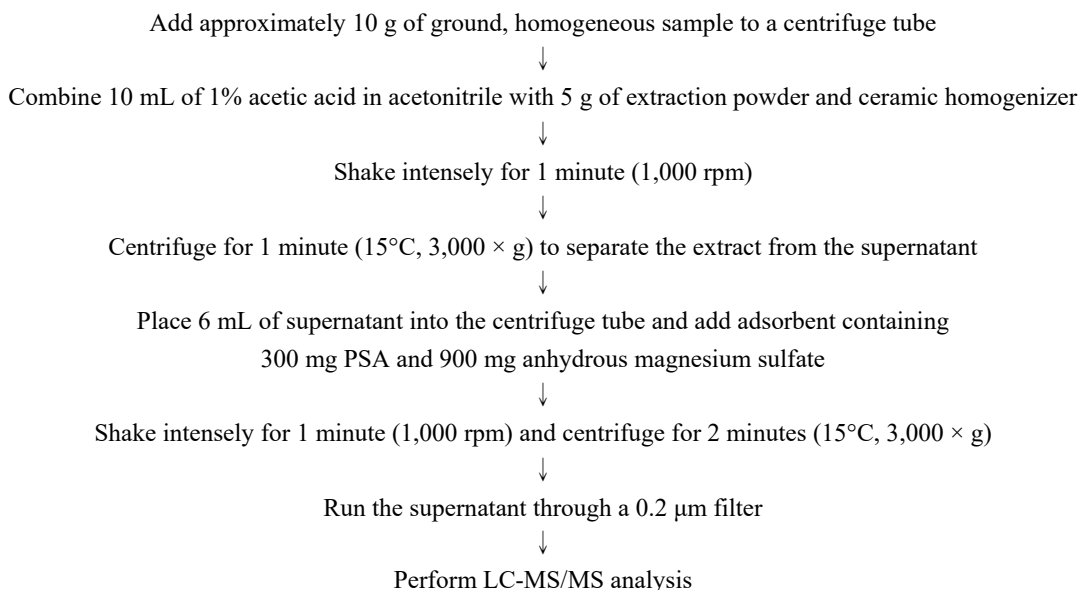 Add approximately 10 g of ground, homogeneous sample to a centrifuge tube
↓
Combine 10 mL of 1% acetic acid in acetonitrile with 5 g of extraction powder and ceramic homogenizer
↓
Shake intensely for 1 minute (1,000 rpm)
↓
Centrifuge for 1 minute (15°C, 3,000 × g) to separate the extract from the supernatant
↓
Place 6 mL of supernatant into the centrifuge tube and add adsorbent containing
300 mg PSA and 900 mg anhydrous magnesium sulfate
↓
Shake intensely for 1 minute (1,000 rpm) and centrifuge for 2 minutes (15°C, 3,000 × g)
↓
Run the supernatant through a 0.2 μm filter
↓
Perform LC-MS/MS analysis